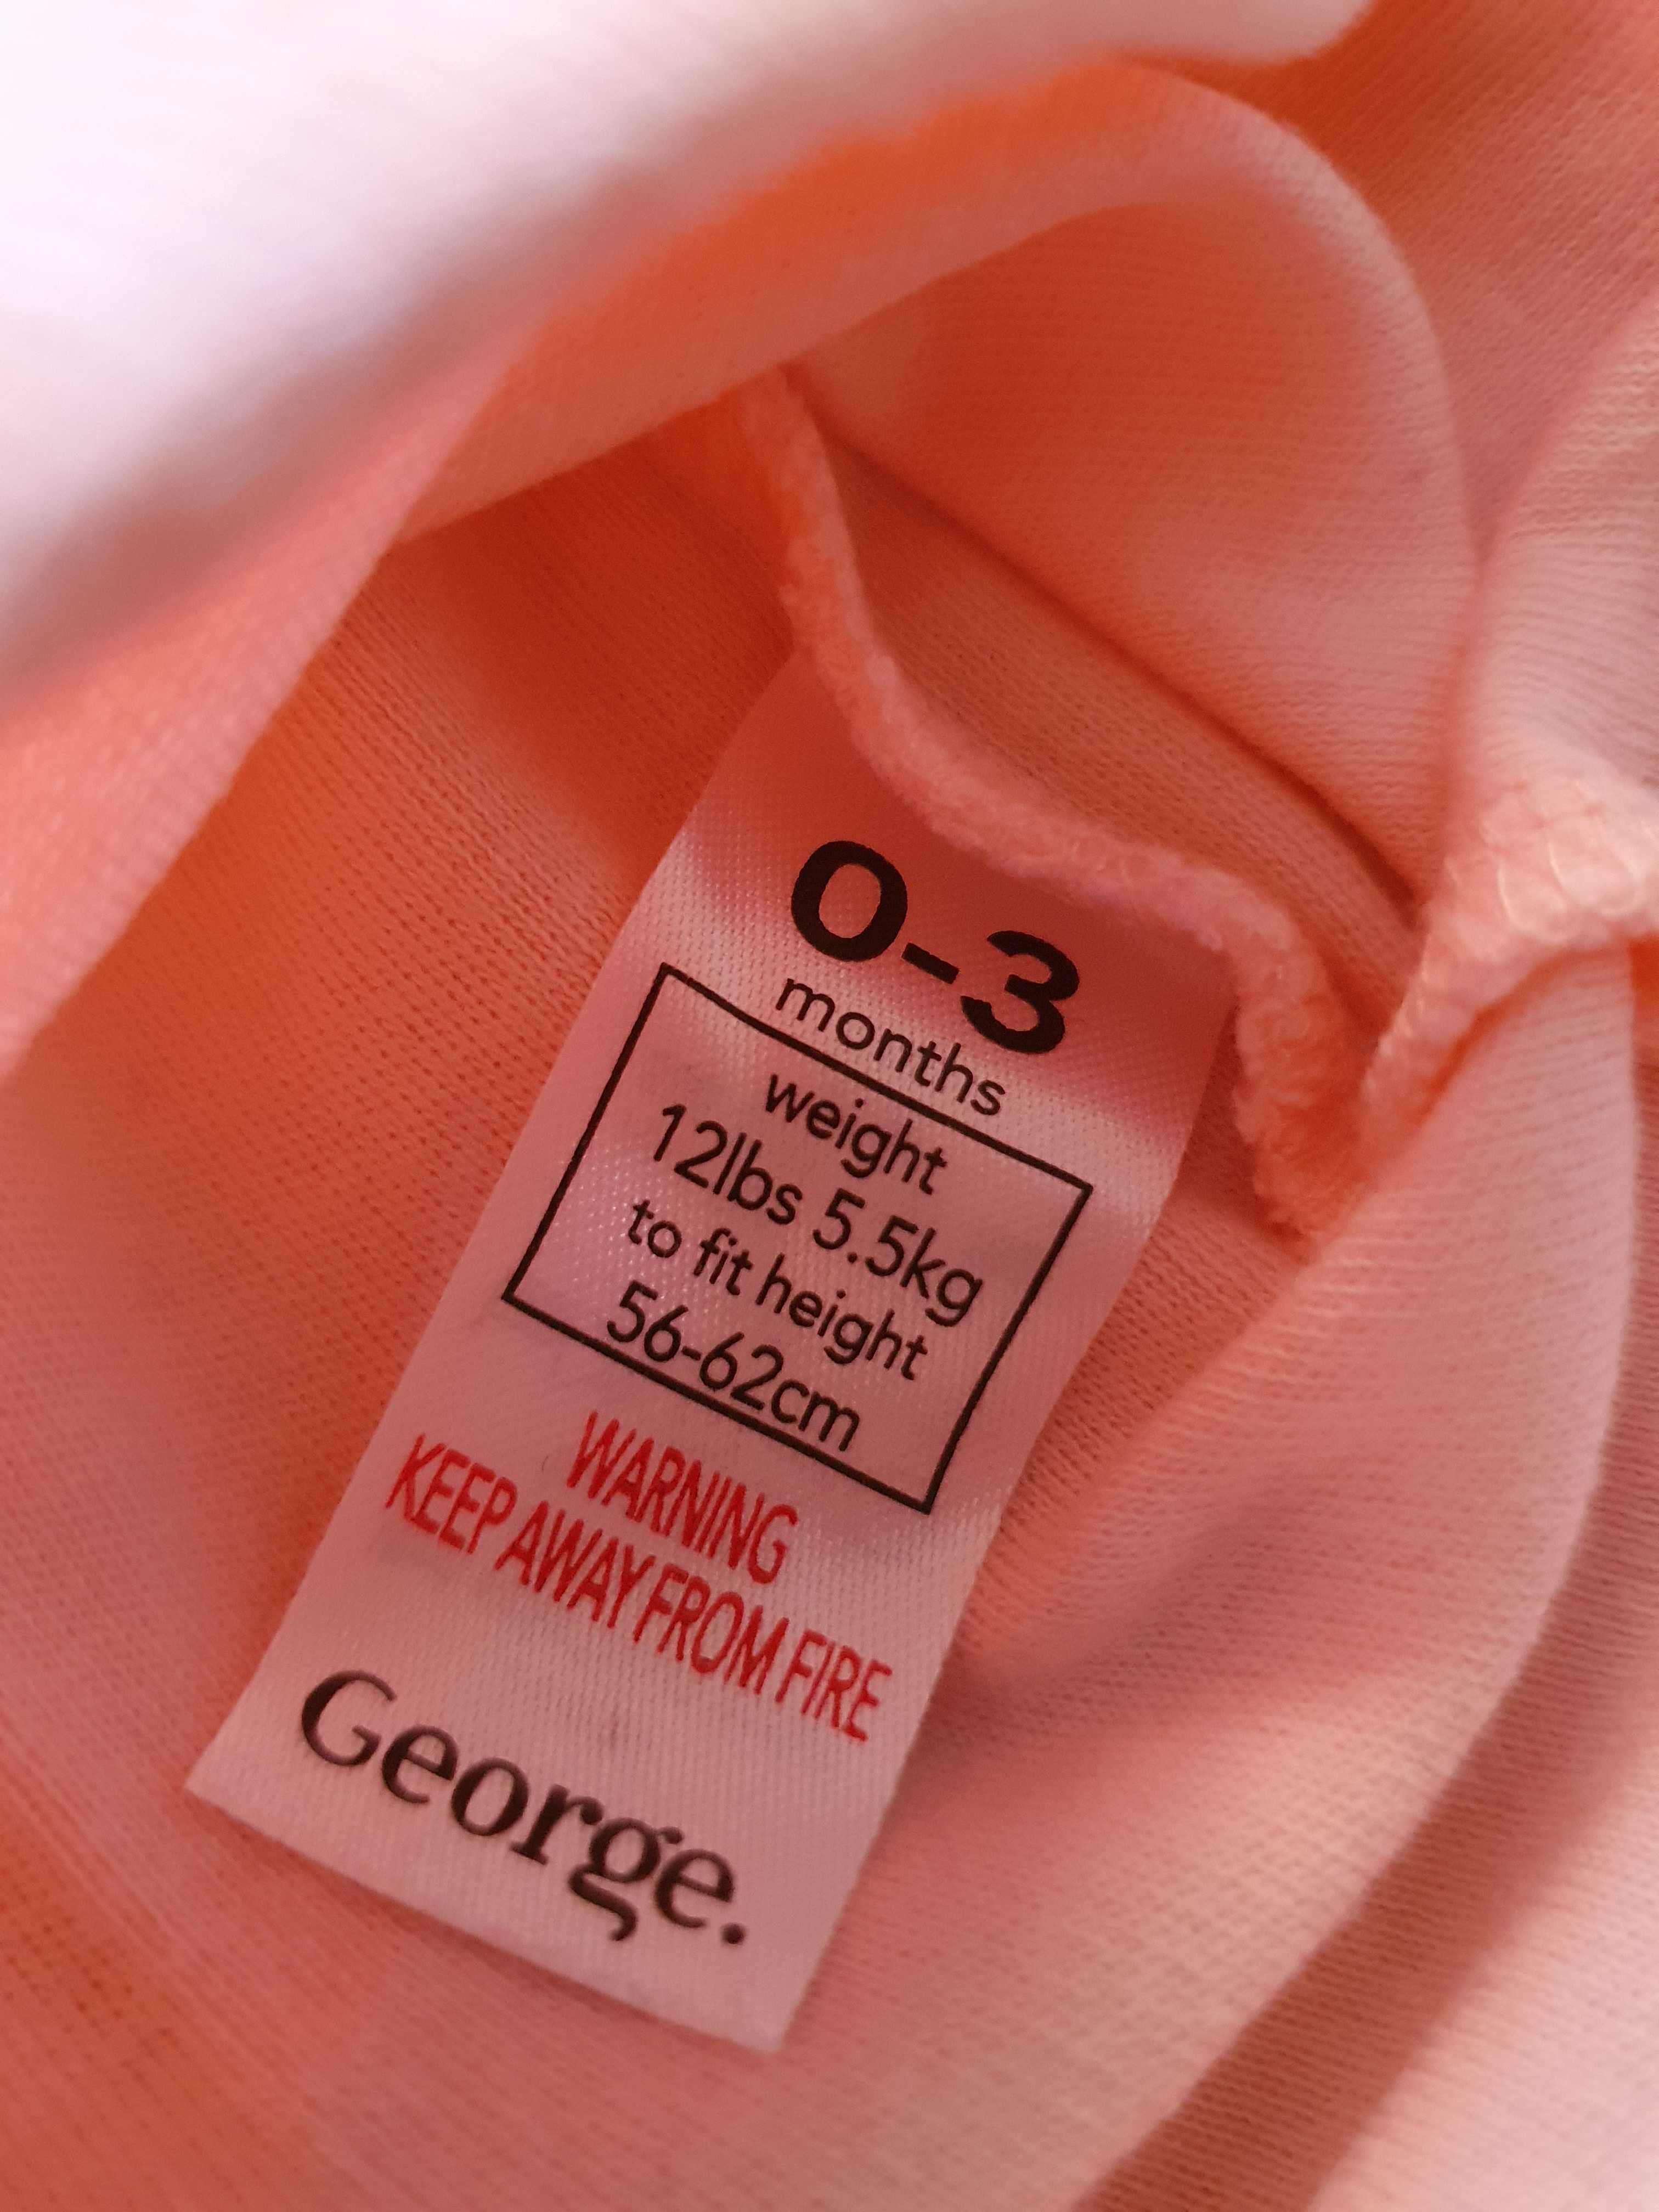 0-3
months
weight
12lbs 5.5kg
to fit height
56-62cm
WARNING
KEEP AWAY FROM FIRE
George.